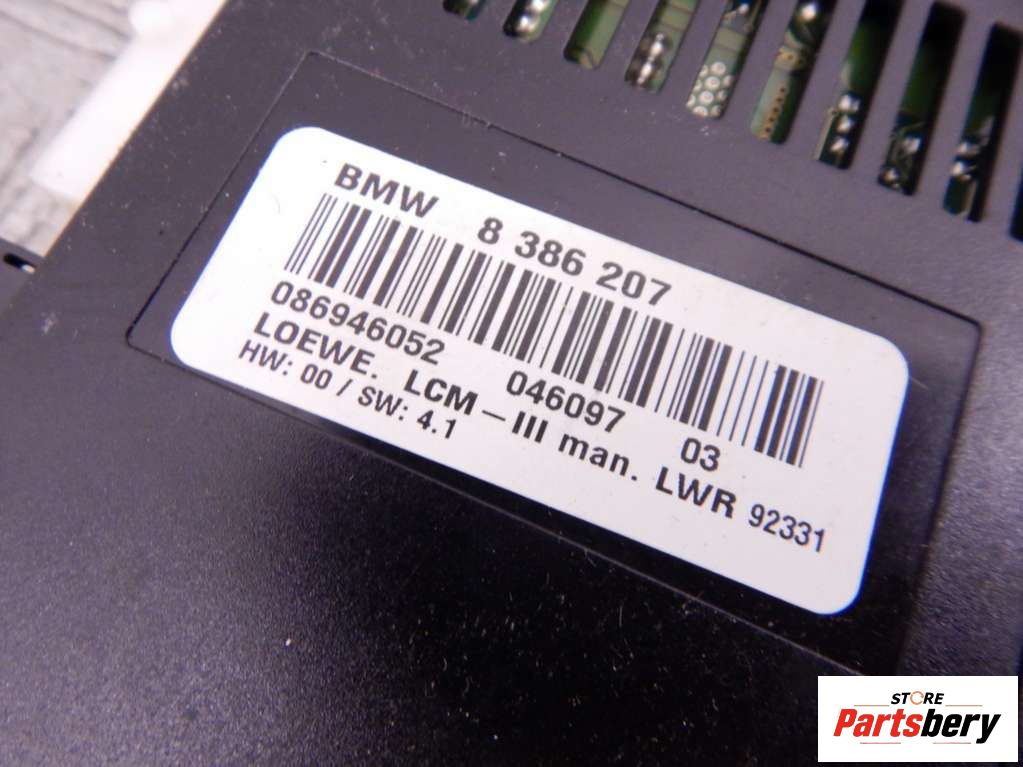 BMW 8 386 207
086946052 046097 03
LOEWE. LCM-III man. LWR 92331
HW: 00 / SW: 4.1
STORE
Partsbery